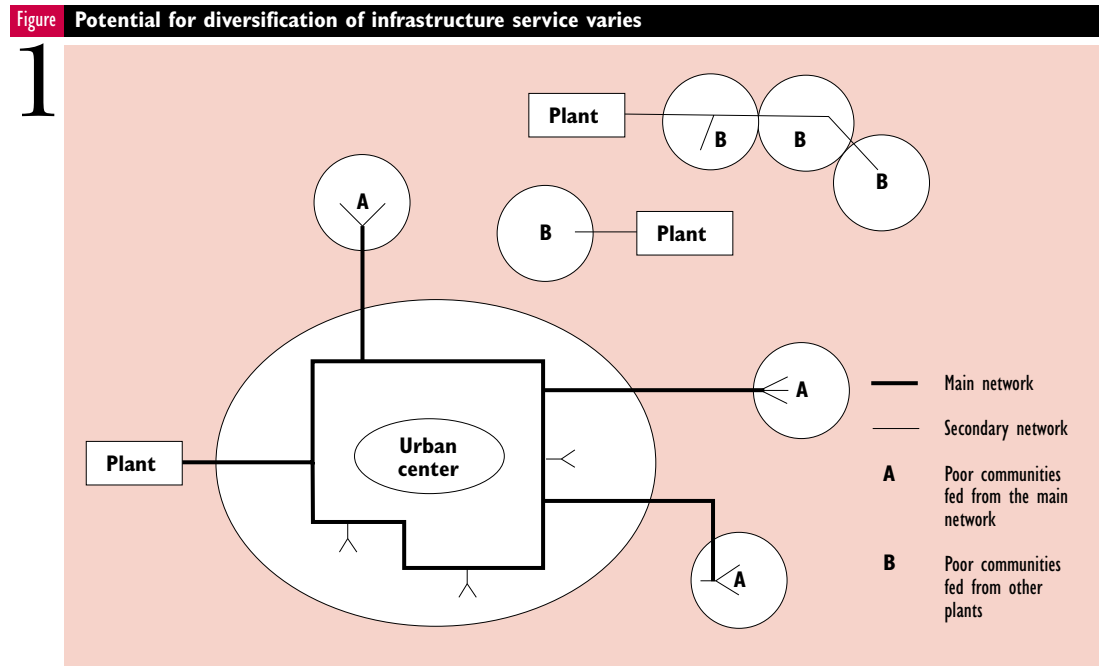 Figure 1 Potential for diversification of infrastructure service varies
Plant
B
B
B
A
B
Plant
A
Main network
Secondary network
Urban
center
Plant
A
Poor communities
fed from the main
network
A
B
Poor communities
fed from other
plants